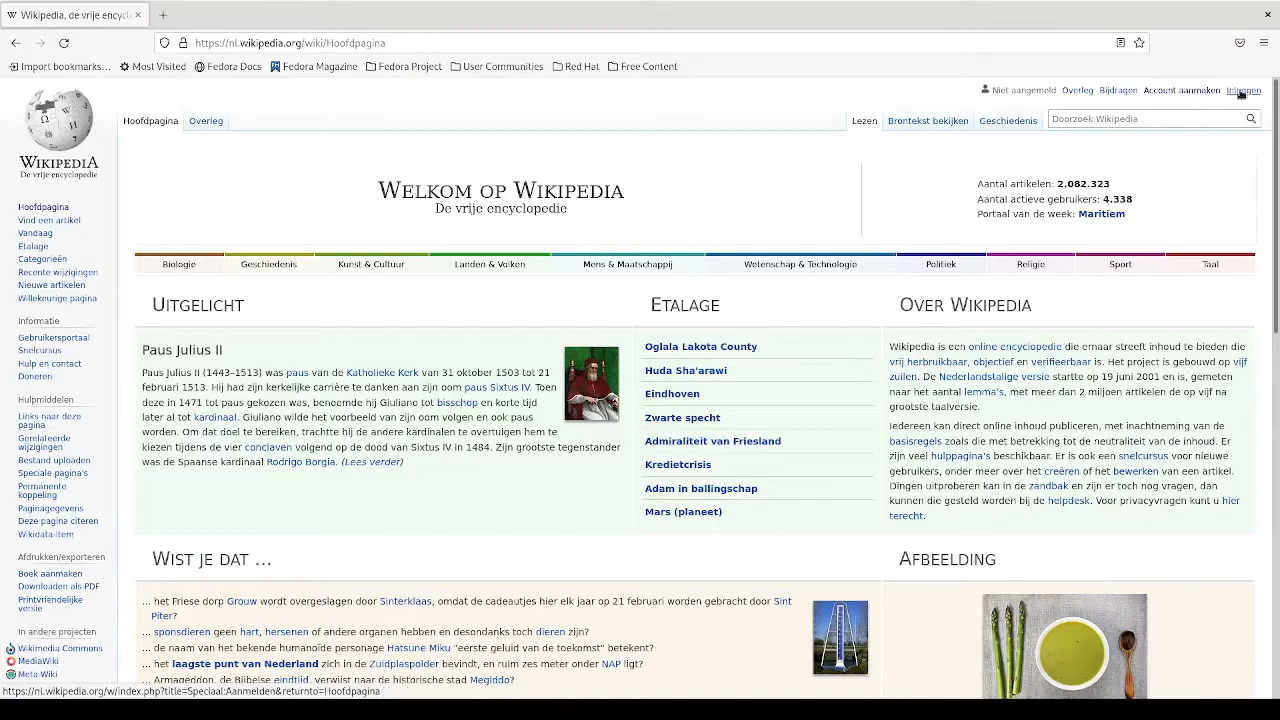 Wikipedia, de vrije encycl
https://nl.wikipedia.org/wiki/Hoofdpagina
Import bookmarks... Most Visited Fedora Docs Fedora Magazine Fedora Project User Communities Red Hat Free Content
Niet aangemeld Overleg Bijdragen Account aanmaken Inloggen
Hoofdpagina Overleg Lezen Brontekst bekijken Geschiedenis Doorzoek Wikipedia
WIKIPEDIA
De vrije encyclopedie
Hoofdpagina
Vind een artikel
Vandaag
Etalage
Categorieën
Recente wijzigingen
Nieuwe artikelen
Willekeurige pagina
Informatie
Gebruikersportaal
Snelcursus
Hulp en contact
Doneren
Hulpmiddelen
Links naar deze
pagina
Gerelateerde
wijzigingen
Bestand uploaden
Speciale pagina's
Permanente
koppeling
Paginagegevens
Deze pagina citeren
Wikidata-item
Afdrukken/exporteren
Boek aanmaken
Downloaden als PDF
Printvriendelijke
versie
In andere projecten
Wikimedia Commons
MediaWiki
Meta-Wiki
WELKOM OP WIKIPEDIA
De vrije encyclopedie
Aantal artikelen: 2.082.323
Aantal actieve gebruikers: 4.338
Portaal van de week: Maritiem
Biologie Geschiedenis Kunst & Cultuur Landen & Volken Mens & Maatschappij Wetenschap & Technologie Politiek Religie Sport Taal
UITGELICHT
Paus Julius II
Paus Julius II (1443–1513) was paus van de Katholieke Kerk van 31 oktober 1503 tot 21
februari 1513. Hij had zijn kerkelijke carrière te danken aan zijn oom paus Sixtus IV. Toen
deze in 1471 tot paus gekozen was, benoemde hij Giuliano tot bisschop en korte tijd
later al tot kardinaal. Giuliano wilde het voorbeeld van zijn oom volgen en ook paus
worden. Om dat doel te bereiken, trachtte hij de andere kardinalen te overtuigen hem te
kiezen tijdens de vier conclaven volgend op de dood van Sixtus IV in 1484. Zijn grootste tegenstander
was de Spaanse kardinaal Rodrigo Borgia. (Lees verder)
ETALAGE
Oglala Lakota County
Huda Sha'arawi
Eindhoven
Zwarte specht
Admiraliteit van Friesland
Kredietcrisis
Adam in ballingschap
Mars (planeet)
OVER WIKIPEDIA
Wikipedia is een online encyclopedie die ernaar streeft inhoud te bieden die
vrij herbruikbaar, objectief en verifieerbaar is. Het project is gebouwd op vijf
zuilen. De Nederlandstalige versie startte op 19 juni 2001 en is, gemeten
naar het aantal lemma's, met meer dan 2 miljoen artikelen de op vijf na
grootste taalversie.
Iedereen kan direct online inhoud publiceren, met inachtneming van de
basisregels zoals die met betrekking tot de neutraliteit van de inhoud. Er
zijn veel hulppagina's beschikbaar. Er is ook een snelcursus voor nieuwe
gebruikers, onder meer over het creëren of het bewerken van een artikel.
Dingen uitproberen kan in de zandbak en zijn er toch nog vragen, dan
kunnen die gesteld worden bij de helpdesk. Voor privacyvragen kunt u hier
terecht.
WIST JE DAT ...
... het Friese dorp Grouw wordt overgeslagen door Sinterklaas, omdat de cadeautjes hier elk jaar op 21 februari worden gebracht door Sint
Piter?
... sponsdieren geen hart, hersenen of andere organen hebben en desondanks toch dieren zijn?
... de naam van het bekende humanoïde personage Hatsune Miku "eerste geluid van de toekomst" betekent?
... het laagste punt van Nederland zich in de Zuidplaspolder bevindt, en ruim zes meter onder NAP ligt?
... Armageddon, de Bijbelse eindtijd, verwijst naar de historische stad Megiddo?
AFBEELDING
https://nl.wikipedia.org/w/index.php?title=Speciaal:Aanmelden&returnto=Hoofdpagina